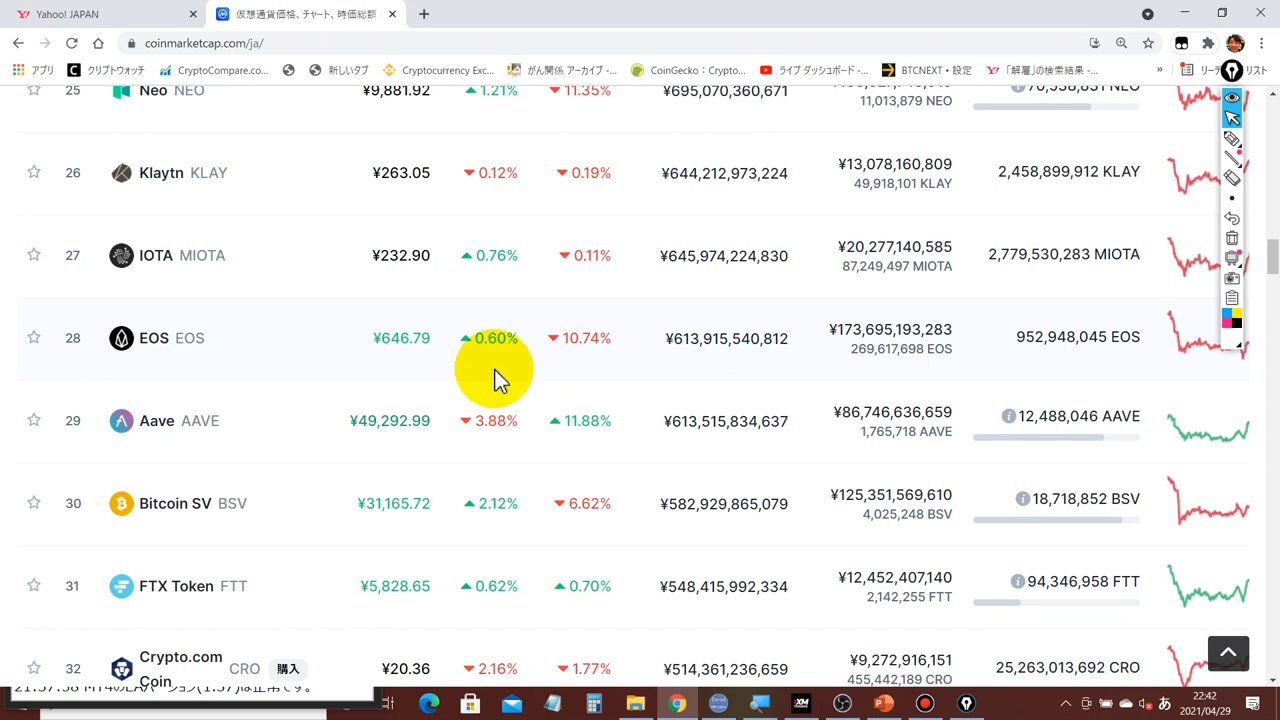 Yahoo! JAPAN
仮想通貨価格、チャート、時価総額
coinmarketcap.com/ja/
アプリ
クリプトウォッチ
CryptoCompare.co...
新しいタブ
Cryptocurrency Exc...
がん関係 アーカイブ -...
CoinGecko : Crypto...
ライブ ダッシュボード -...
BTCNEXT・設定
「解雇」の検索結果 -...
»
25 Neo NEO ¥9,881.92 1.21% 11.35% ¥695,070,360,671
11,013,879 NEO
26 Klaytn KLAY ¥263.05 0.12% 0.19% ¥644,212,973,224 ¥13,078,160,809 2,458,899,912 KLAY
49,918,101 KLAY
27 IOTA MIOTA ¥232.90 0.76% 0.11% ¥645,974,224,830 ¥20,277,140,585 2,779,530,283 MIOTA
87,249,497 MIOTA
28 EOS EOS ¥646.79 0.60% 10.74% ¥613,915,540,812 ¥173,695,193,283 952,948,045 EOS
269,617,698 EOS
29 Aave AAVE ¥49,292.99 3.88% 11.88% ¥613,515,834,637 ¥86,746,636,659 12,488,046 AAVE
1,765,718 AAVE
30 Bitcoin SV BSV ¥31,165.72 2.12% 6.62% ¥582,929,865,079 ¥125,351,569,610 18,718,852 BSV
4,025,248 BSV
31 FTX Token FTT ¥5,828.65 0.62% 0.70% ¥548,415,992,334 ¥12,452,407,140 94,346,958 FTT
2,142,255 FTT
32 Crypto.com Coin CRO 購入 ¥20.36 2.16% 1.77% ¥514,361,236,659 ¥9,272,916,151 25,263,013,692 CRO
455,442,189 CRO
22:42
2021/04/29